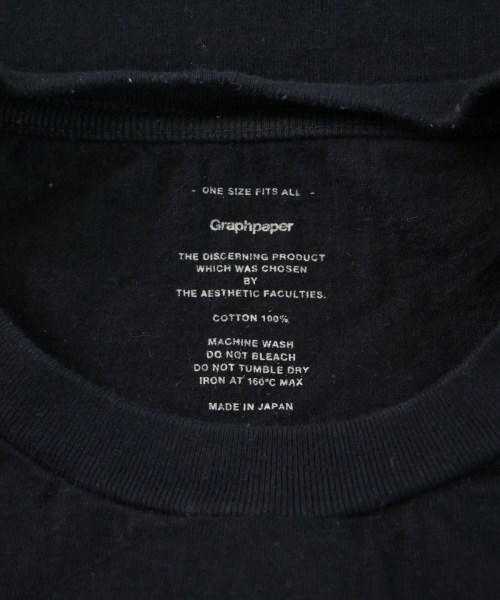 - ONE SIZE FITS ALL -
Graphpaper
THE DISCERNING PRODUCT
WHICH WAS CHOSEN
BY
THE AESTHETIC FACULTIES.
COTTON 100%
MACHINE WASH
DO NOT BLEACH
DO NOT TUMBLE DRY
IRON AT 160°C MAX
MADE IN JAPAN